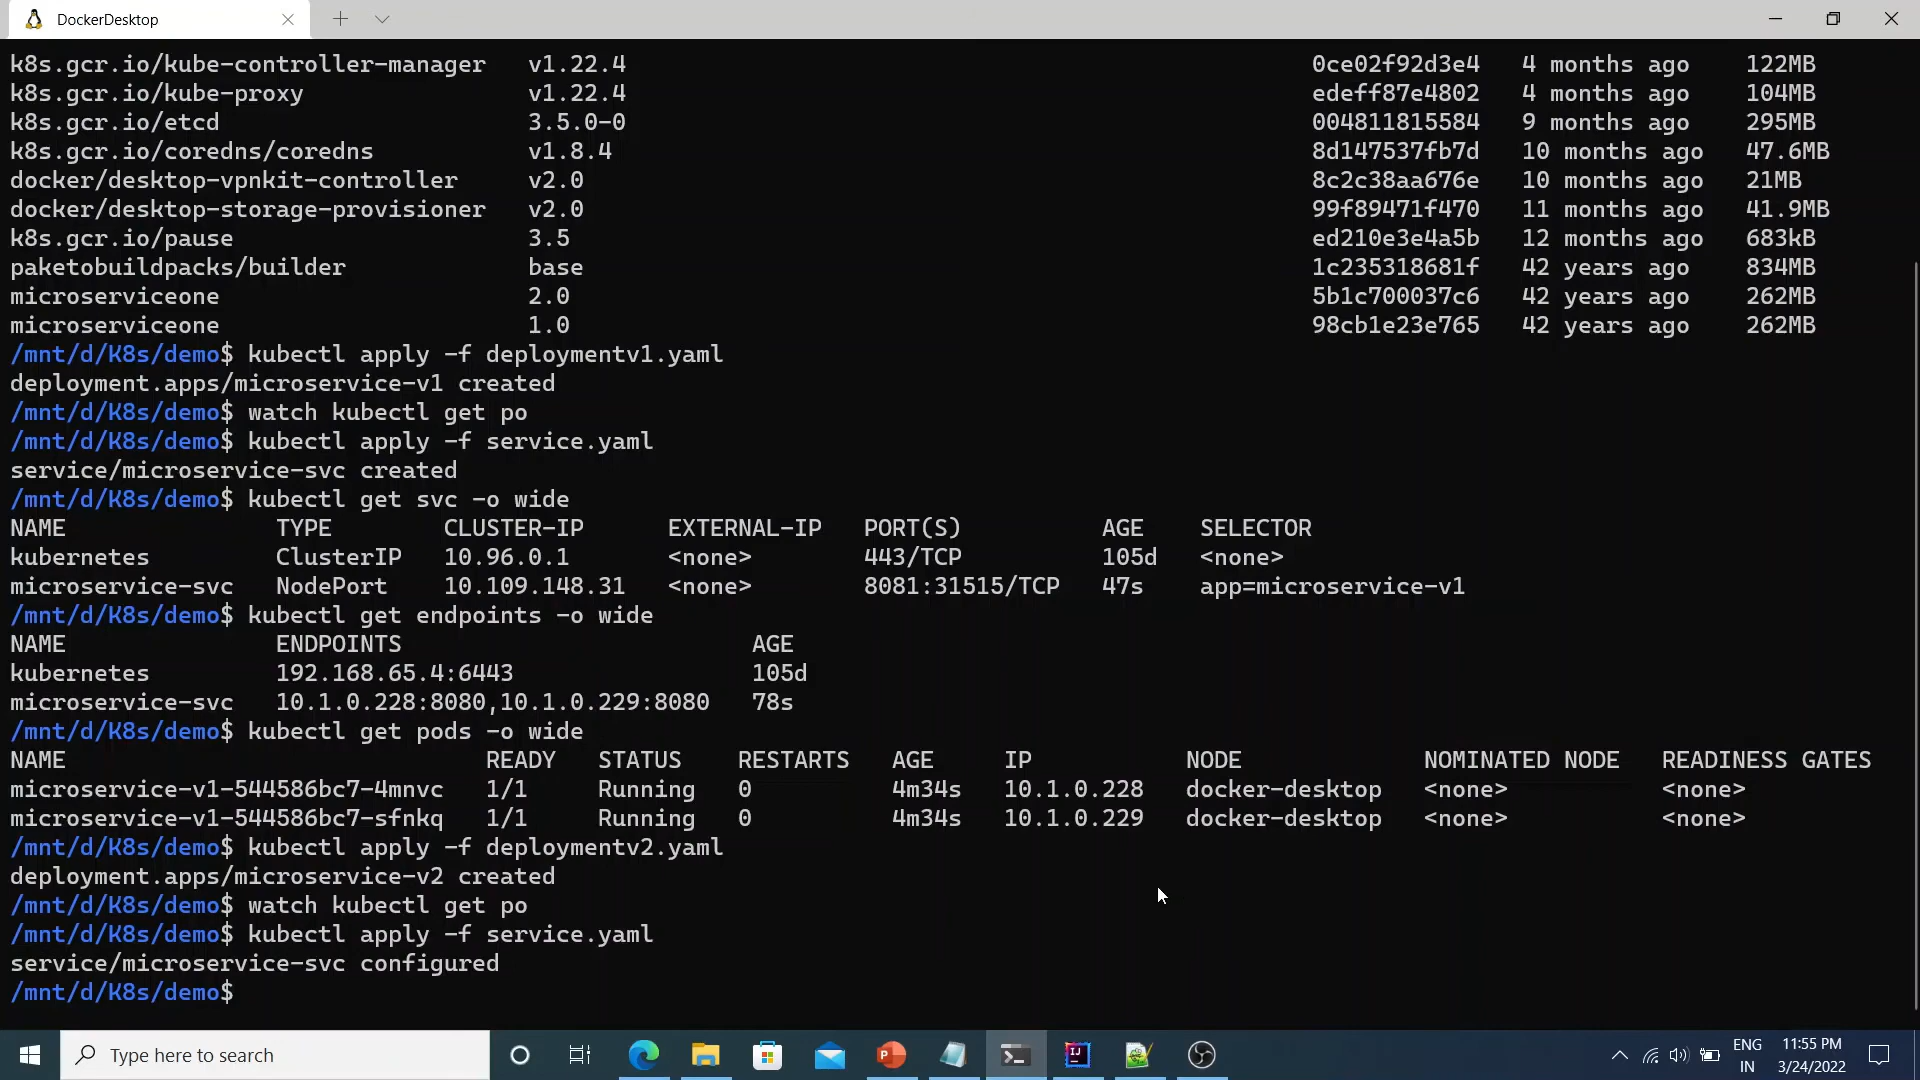 DockerDesktop
k8s.gcr.io/kube-controller-manager v1.22.4 0ce02f92d3e4 4 months ago 122MB
k8s.gcr.io/kube-proxy v1.22.4 edeff87e4802 4 months ago 104MB
k8s.gcr.io/etcd 3.5.0-0 004811815584 9 months ago 295MB
k8s.gcr.io/coredns/coredns v1.8.4 8d147537fb7d 10 months ago 47.6MB
docker/desktop-vpnkit-controller v2.0 8c2c38aa676e 10 months ago 21MB
docker/desktop-storage-provisioner v2.0 99f89471f470 11 months ago 41.9MB
k8s.gcr.io/pause 3.5 ed210e3e4a5b 12 months ago 683kB
paketobuildpacks/builder base 1c235318681f 42 years ago 834MB
microserviceone 2.0 5b1c700037c6 42 years ago 262MB
microserviceone 1.0 98cb1e23e765 42 years ago 262MB
/mnt/d/K8s/demo$ kubectl apply -f deploymentv1.yaml
deployment.apps/microservice-v1 created
/mnt/d/K8s/demo$ watch kubectl get po
/mnt/d/K8s/demo$ kubectl apply -f service.yaml
service/microservice-svc created
/mnt/d/K8s/demo$ kubectl get svc -o wide
NAME TYPE CLUSTER-IP EXTERNAL-IP PORT(S) AGE SELECTOR
kubernetes ClusterIP 10.96.0.1 <none> 443/TCP 105d <none>
microservice-svc NodePort 10.109.148.31 <none> 8081:31515/TCP 47s app=microservice-v1
/mnt/d/K8s/demo$ kubectl get endpoints -o wide
NAME ENDPOINTS AGE
kubernetes 192.168.65.4:6443 105d
microservice-svc 10.1.0.228:8080,10.1.0.229:8080 78s
/mnt/d/K8s/demo$ kubectl get pods -o wide
NAME READY STATUS RESTARTS AGE IP NODE NOMINATED NODE READINESS GATES
microservice-v1-544586bc7-4mnvc 1/1 Running 0 4m34s 10.1.0.228 docker-desktop <none> <none>
microservice-v1-544586bc7-sfnkq 1/1 Running 0 4m34s 10.1.0.229 docker-desktop <none> <none>
/mnt/d/K8s/demo$ kubectl apply -f deploymentv2.yaml
deployment.apps/microservice-v2 created
/mnt/d/K8s/demo$ watch kubectl get po
/mnt/d/K8s/demo$ kubectl apply -f service.yaml
service/microservice-svc configured
/mnt/d/K8s/demo$
Type here to search
ENG 11:55 PM
IN 3/24/2022